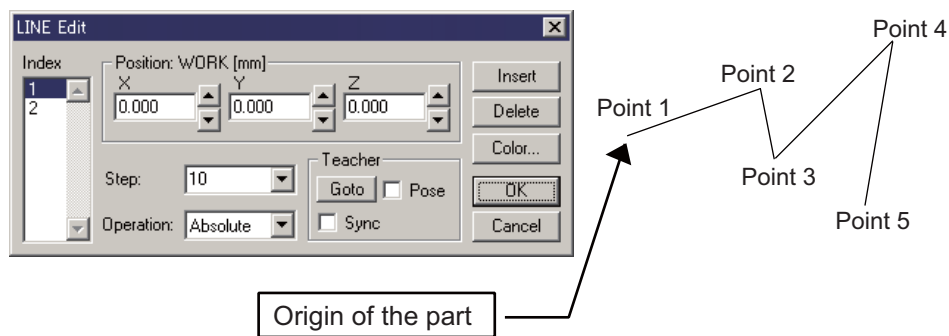 LINE Edit
Index
1
2
Position: WORK [mm]
X Y Z
0.000 0.000 0.000
Step: 10
Operation: Absolute
Teacher
Goto Pose
Sync
Insert
Delete
Color...
OK
Cancel
Point 1
Point 2
Point 3
Point 4
Point 5
Origin of the part